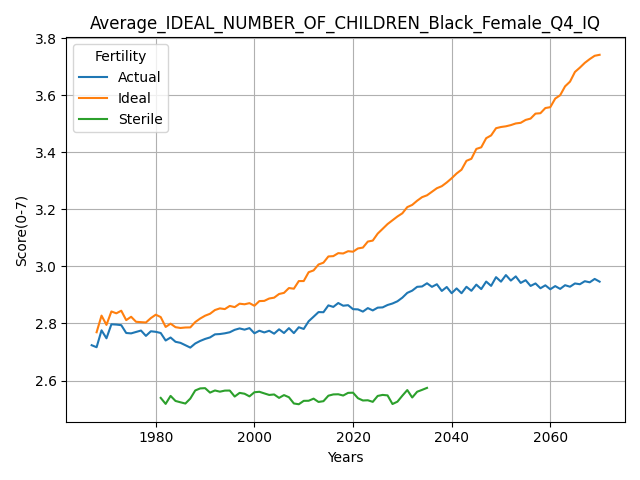 Average_IDEAL_NUMBER_OF_CHILDREN_Black_Female_Q4_IQ
Fertility
Actual
Ideal
Sterile
Score(0-7)
3.8
3.6
3.4
3.2
3.0
2.8
2.6
1980
2000
2020
2040
2060
Years